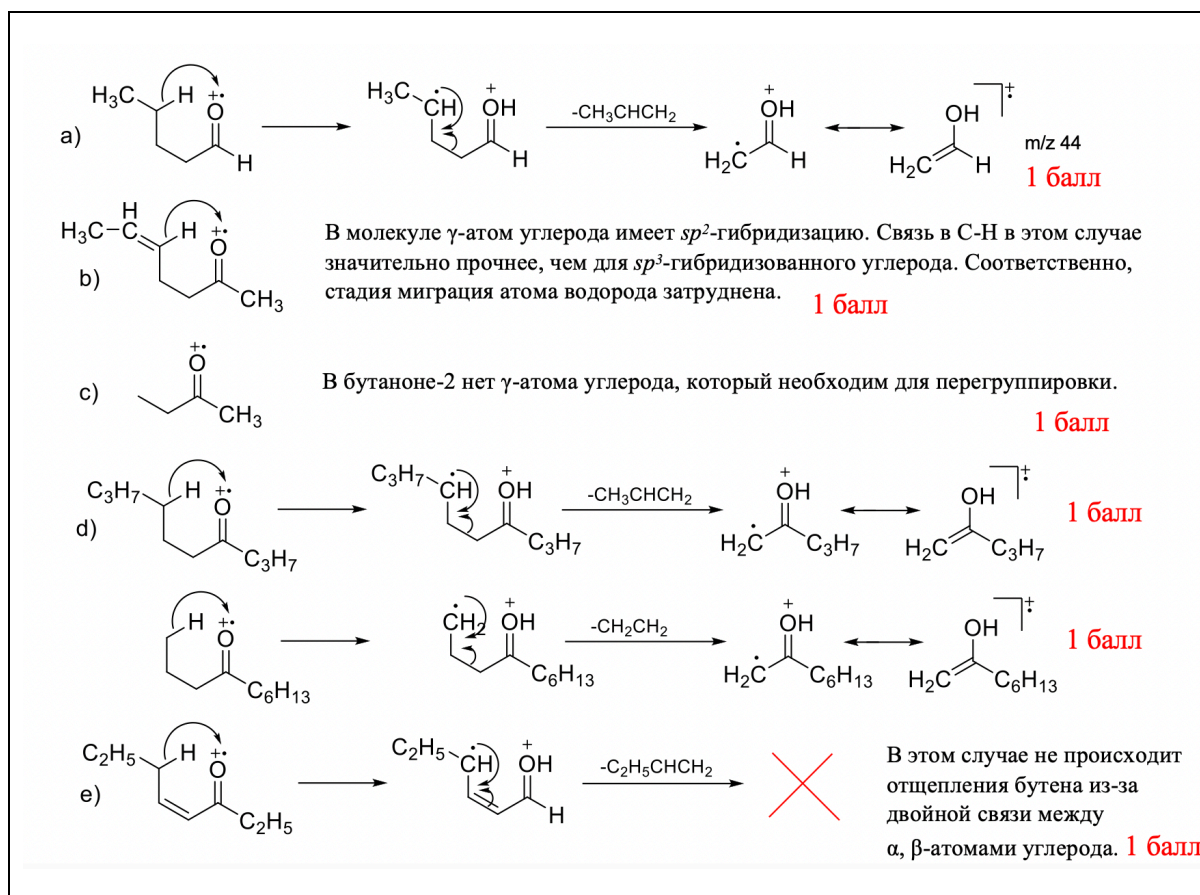 a)
H₃C
H
+•
O
H
H₃C
•
CH
+
OH
H
-CH₃CHCH₂
+
OH
•
H₂C
H
OH
H₂C
H
+•
m/z 44
1 балл
b)
H
H₃C
H
+•
O
CH₃
В молекуле γ-атом углерода имеет sp²-гибридизацию. Связь в С-Н в этом случае
значительно прочнее, чем для sp³-гибридизованного углерода. Соответственно,
стадия миграция атома водорода затруднена.
1 балл
c)
+•
O
CH₃
В бутаноне-2 нет γ-атома углерода, который необходим для перегруппировки.
1 балл
d)
C₃H₇
H
+•
O
C₃H₇
C₃H₇
•
CH
+
OH
C₃H₇
-CH₃CHCH₂
+
OH
•
H₂C
C₃H₇
OH
H₂C
C₃H₇
+•
1 балл
H
+•
O
C₆H₁₃
•
CH₂
+
OH
C₆H₁₃
-CH₂CH₂
+
OH
•
H₂C
C₆H₁₃
OH
H₂C
C₆H₁₃
+•
1 балл
e)
C₂H₅
H
+•
O
C₂H₅
C₂H₅
•
CH
+
OH
H
-C₂H₅CHCH₂
В этом случае не происходит
отщепления бутена из-за
двойной связи между
α, β-атомами углерода. 1 балл